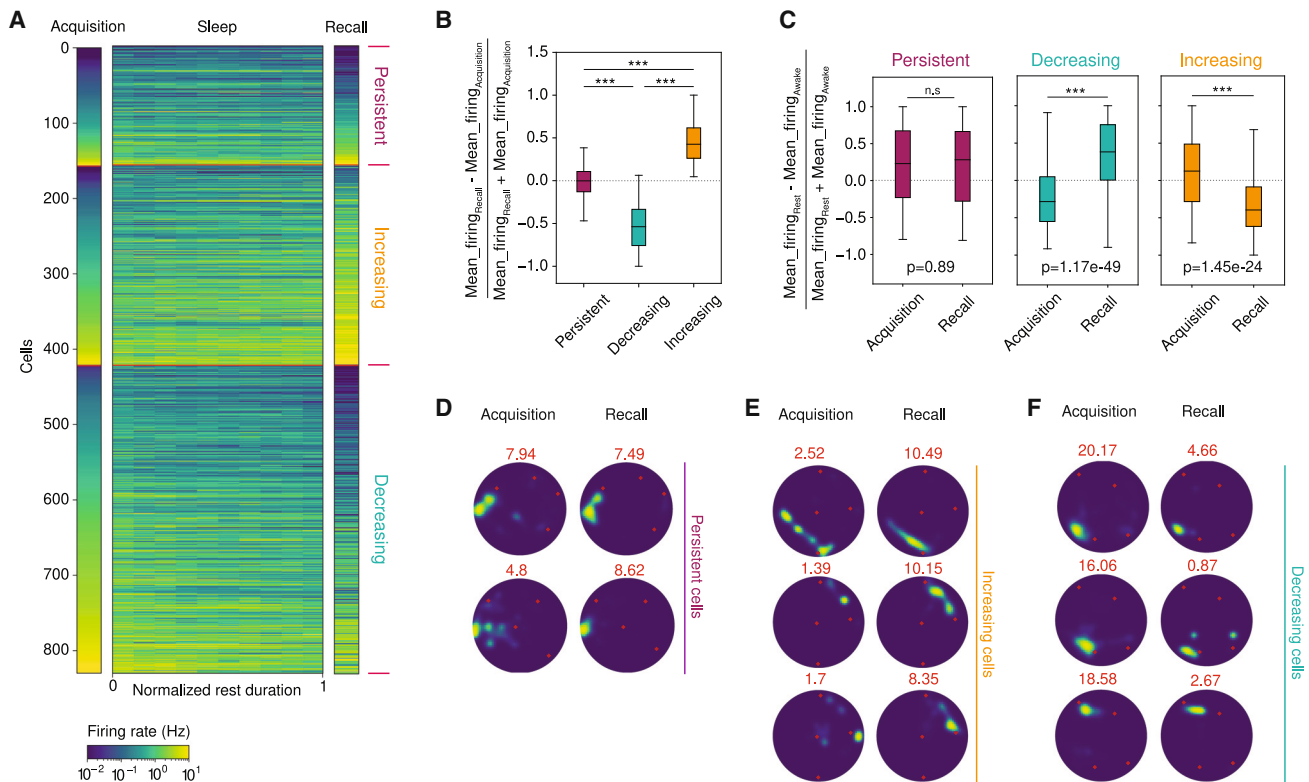 A
Acquisition
Sleep
Recall
0
100
200
300
400
500
600
700
800
Cells
Persistent
Increasing
Decreasing
0
Normalized rest duration
1
Firing rate (Hz)
10⁻² 10⁻¹ 10⁰ 10¹
B
Mean_firing_Recall - Mean_firing_Acquisition
Mean_firing_Recall + Mean_firing_Acquisition
1.5
1.0
0.5
0.0
−0.5
−1.0
***
*** ***
Persistent
Decreasing
Increasing
C
Mean_firing_Rest - Mean_firing_Awake
Mean_firing_Rest + Mean_firing_Awake
1.0
0.5
0.0
−0.5
−1.0
Persistent
n.s
p=0.89
Acquisition
Recall
Decreasing
***
p=1.17e-49
Acquisition
Recall
Increasing
***
p=1.45e-24
Acquisition
Recall
D
Acquisition Recall
7.94 7.49
4.8 8.62
Persistent cells
E
Acquisition Recall
2.52 10.49
1.39 10.15
1.7 8.35
Increasing cells
F
Acquisition Recall
20.17 4.66
16.06 0.87
18.58 2.67
Decreasing cells